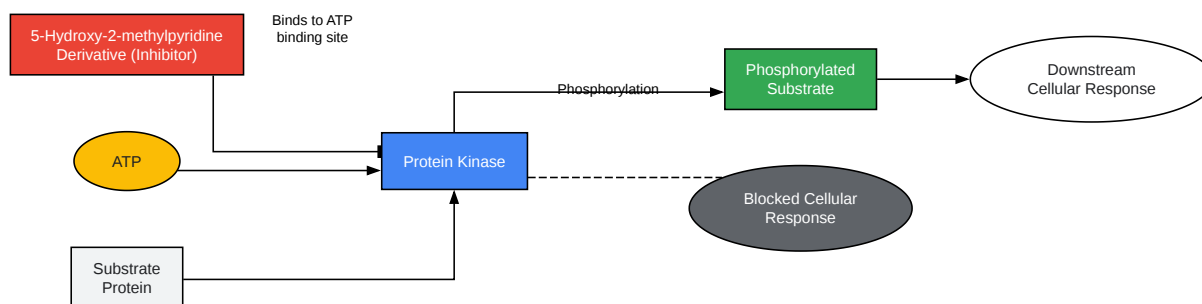 5-Hydroxy-2-methylpyridine
Derivative (Inhibitor)
Binds to ATP
binding site
ATP
Substrate
Protein
Protein Kinase
Phosphorylation
Phosphorylated
Substrate
Downstream
Cellular Response
Blocked Cellular
Response